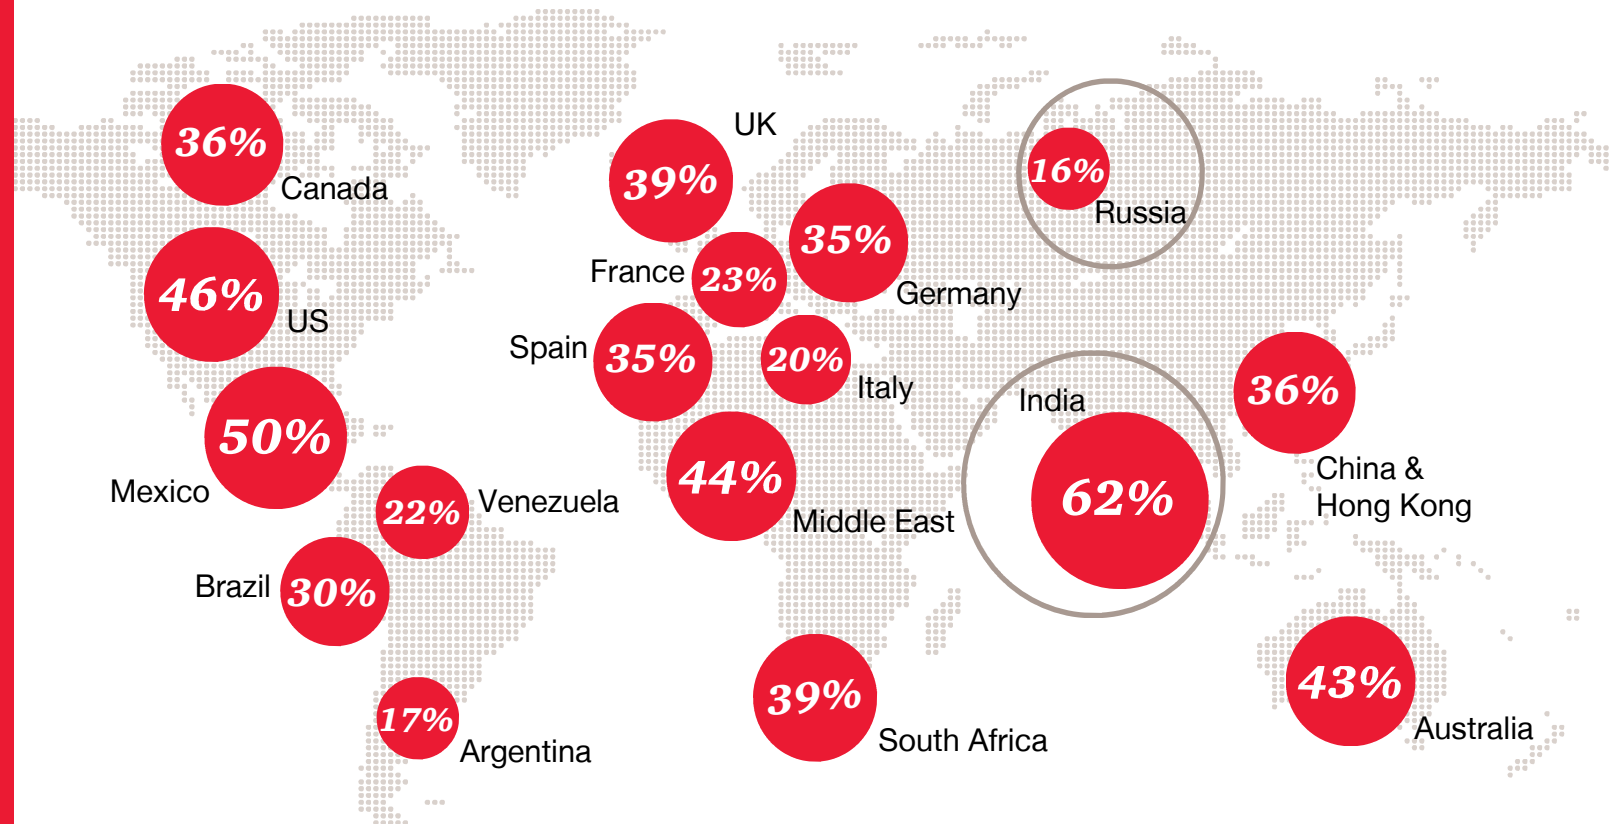 36%
Canada
46%
US
50%
Mexico
22%
Venezuela
30%
Brazil
17%
Argentina
39%
UK
35%
Germany
23%
France
35%
Spain
20%
Italy
44%
Middle East
39%
South Africa
16%
Russia
India
62%
36%
China &
Hong Kong
43%
Australia